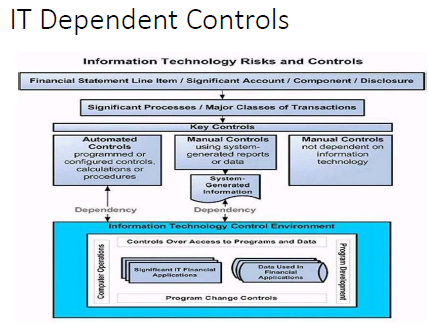 IT Dependent Controls
Information Technology Risks and Controls
Financial Statement Line Item / Significant Account / Component / Disclosure
Significant Processes / Major Classes of Transactions
Key Controls
Automated
Controls
programmed or
configured controls,
calculations or
procedures
Manual Controls
using system-
generated reports
or data
Manual Controls
not dependent on
information
technology
System-
Generated
Information
Dependency
Dependency
Information Technology Control Environment
Controls Over Access to Programs and Data
Computer Operations
Significant IT Financial
Applications
Data Used in
Financial
Applications
Program Development
Program Change Controls